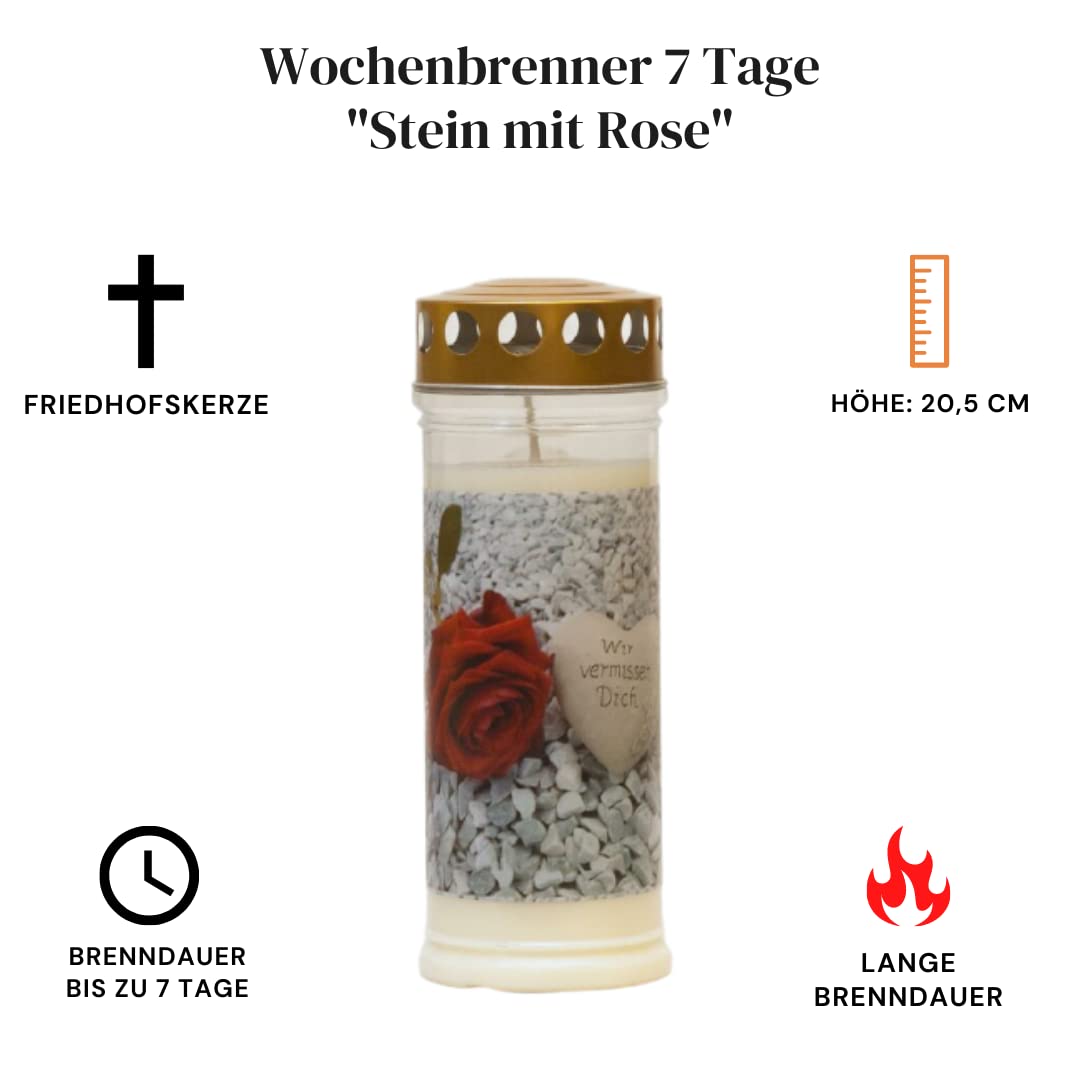 Wochenbrenner 7 Tage
"Stein mit Rose"
FRIEDHOFSKERZE
HÖHE: 20,5 CM
Wir
vermissen
Dich
BRENNDAUER
BIS ZU 7 TAGE
LANGE
BRENNDAUER